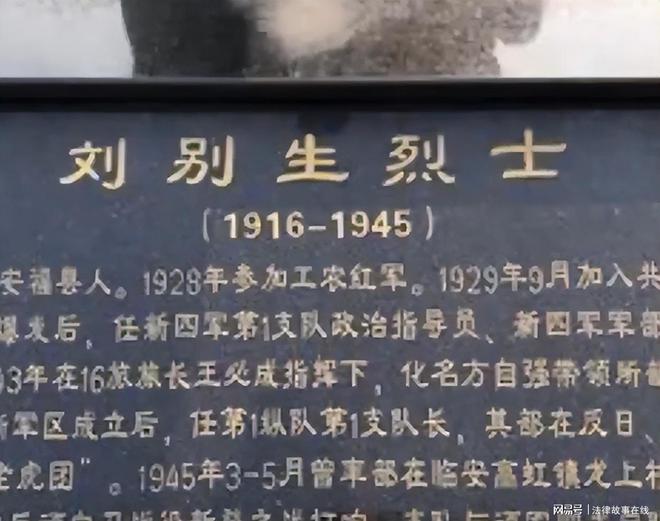 刘别生烈士
(1916-1945)
安福县人。1928年参加工农红军。1929年9月加入共
爆发后，任新四军第1支队政治指导员、新四军军部
93年在16旅旅长王必成指挥下，化名方自强带领所部
新军区成立后，任第1纵队第1支队长，其部在反日、
老虎团”。1945年3-5月曾率部在临安高虹镇龙上村
网易号 | 法律故事在线